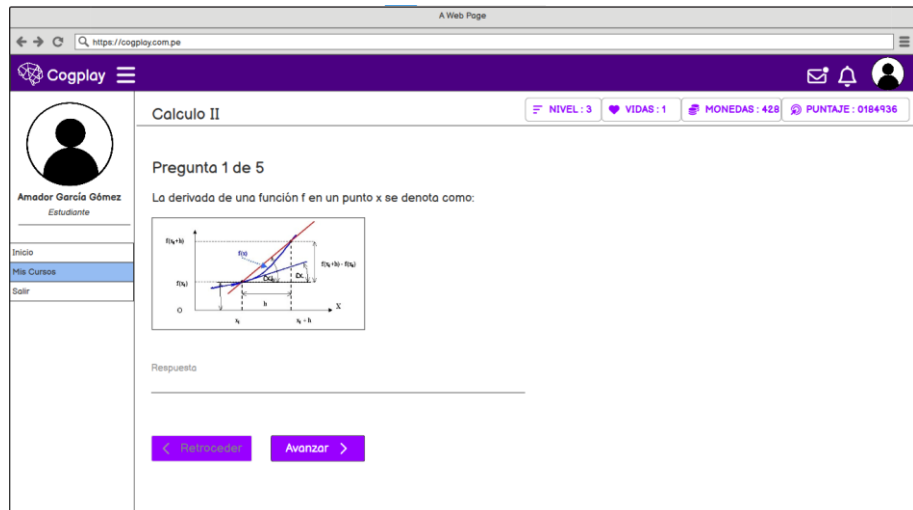 A Web Page
https://cogplay.com.pe
Cogplay
Amador García Gómez
Estudiante
Inicio
Mis Cursos
Salir
Calculo II
NIVEL : 3
VIDAS : 1
MONEDAS : 428
PUNTAJE : 0184936
Pregunta 1 de 5
La derivada de una función f en un punto x se denota como:
f(x₀+h)
f(x)
f(x₀+h) - f(x₀)
f(x₀)
h
O
X
x₀
x₀ + h
Respuesta
Retroceder
Avanzar